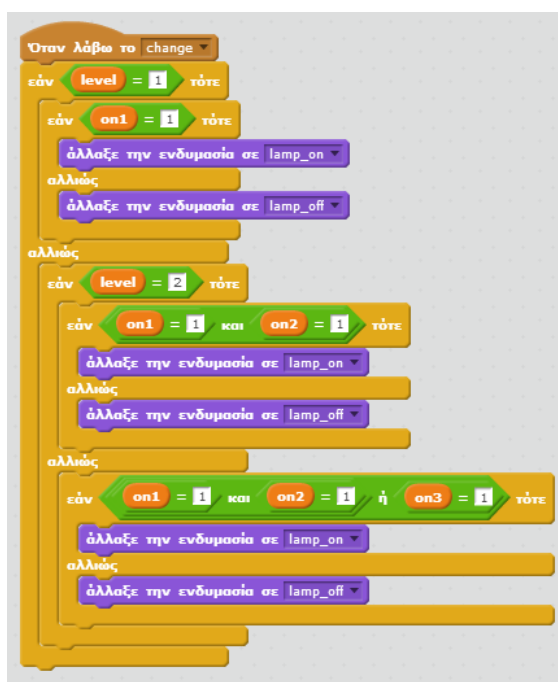 Όταν λάβω το change
εάν level = 1 τότε
εάν on1 = 1 τότε
άλλαξε την ενδυμασία σε lamp_on
αλλιώς
άλλαξε την ενδυμασία σε lamp_off
αλλιώς
εάν level = 2 τότε
εάν on1 = 1 και on2 = 1 τότε
άλλαξε την ενδυμασία σε lamp_on
αλλιώς
άλλαξε την ενδυμασία σε lamp_off
αλλιώς
εάν on1 = 1 και on2 = 1 ή on3 = 1 τότε
άλλαξε την ενδυμασία σε lamp_on
αλλιώς
άλλαξε την ενδυμασία σε lamp_off